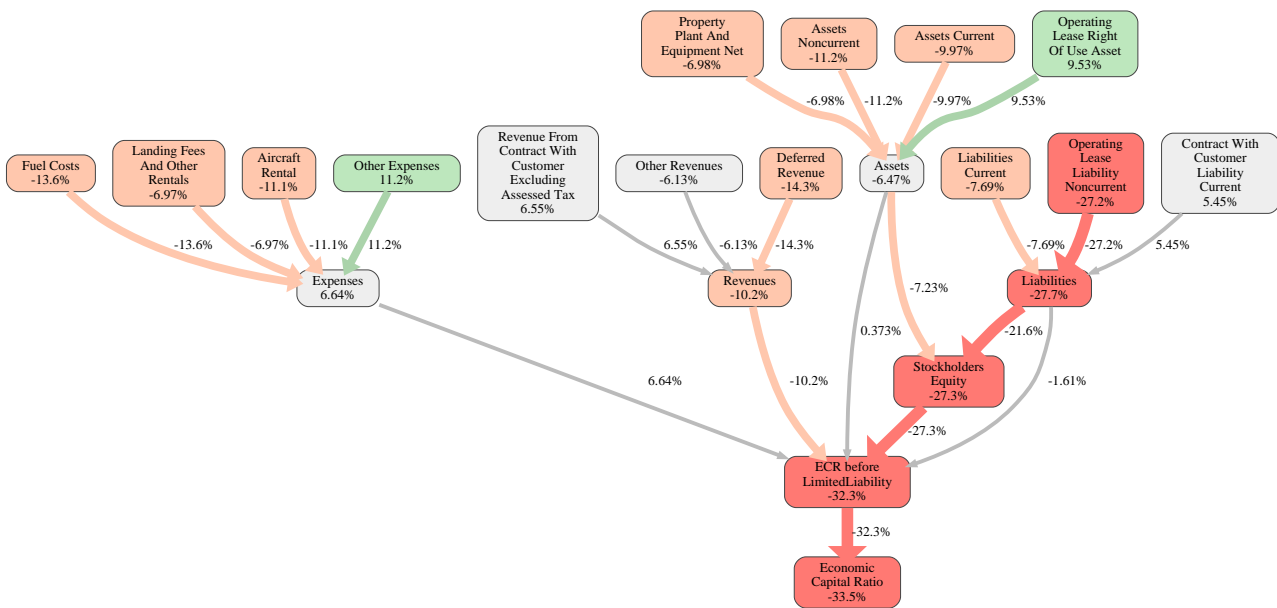 Property
Plant And
Equipment Net
-6.98%
Assets
Noncurrent
-11.2%
Assets Current
-9.97%
Operating
Lease Right
Of Use Asset
9.53%
-6.98%
-11.2%
-9.97%
9.53%
Fuel Costs
-13.6%
Landing Fees
And Other
Rentals
-6.97%
Aircraft
Rental
-11.1%
Other Expenses
11.2%
Revenue From
Contract With
Customer
Excluding
Assessed Tax
6.55%
Other Revenues
-6.13%
Deferred
Revenue
-14.3%
Assets
-6.47%
Liabilities
Current
-7.69%
Operating
Lease
Liability
Noncurrent
-27.2%
Contract With
Customer
Liability
Current
5.45%
-13.6%
-6.97%
-11.1%
11.2%
6.55%
-6.13%
-14.3%
-7.69%
-27.2%
5.45%
Expenses
6.64%
Revenues
-10.2%
-7.23%
Liabilities
-27.7%
0.373%
-21.6%
6.64%
-10.2%
Stockholders
Equity
-27.3%
-1.61%
-27.3%
ECR before
LimitedLiability
-32.3%
-32.3%
Economic
Capital Ratio
-33.5%